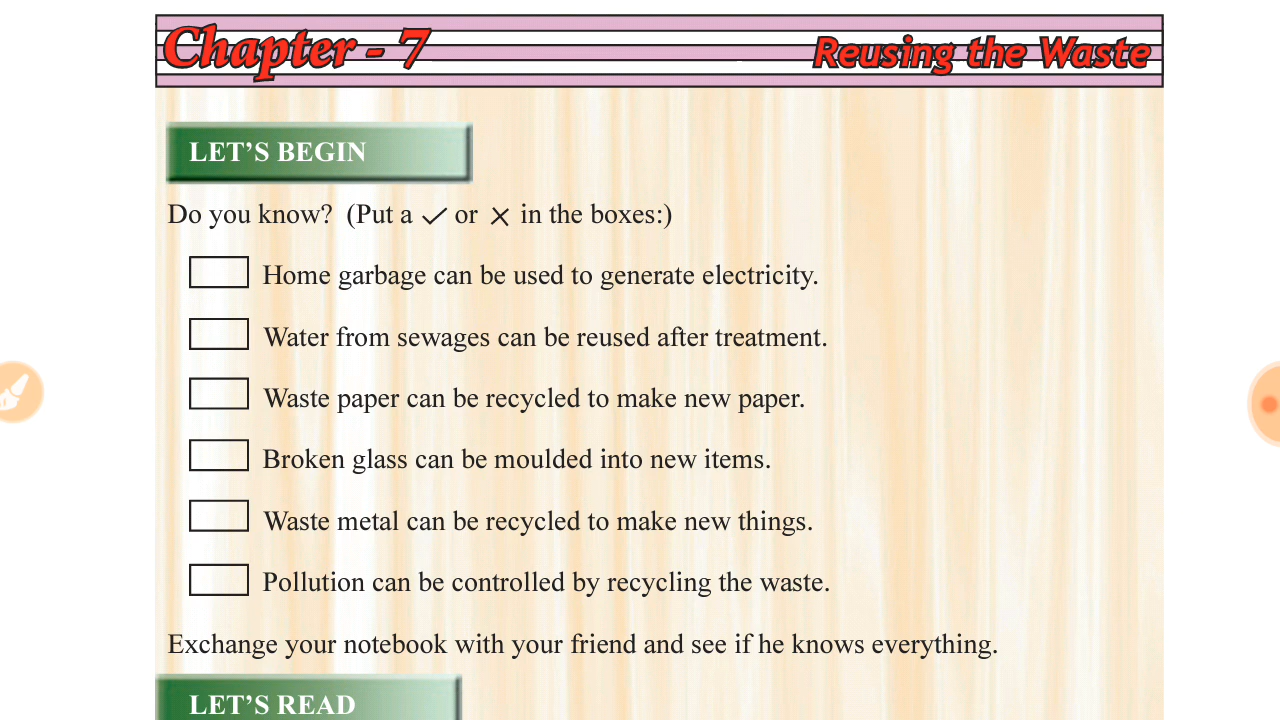 Chapter - 7 Reusing the Waste
LET'S BEGIN
Do you know? (Put a ✓ or ✗ in the boxes:)
Home garbage can be used to generate electricity.
Water from sewages can be reused after treatment.
Waste paper can be recycled to make new paper.
Broken glass can be moulded into new items.
Waste metal can be recycled to make new things.
Pollution can be controlled by recycling the waste.
Exchange your notebook with your friend and see if he knows everything.
LET'S READ